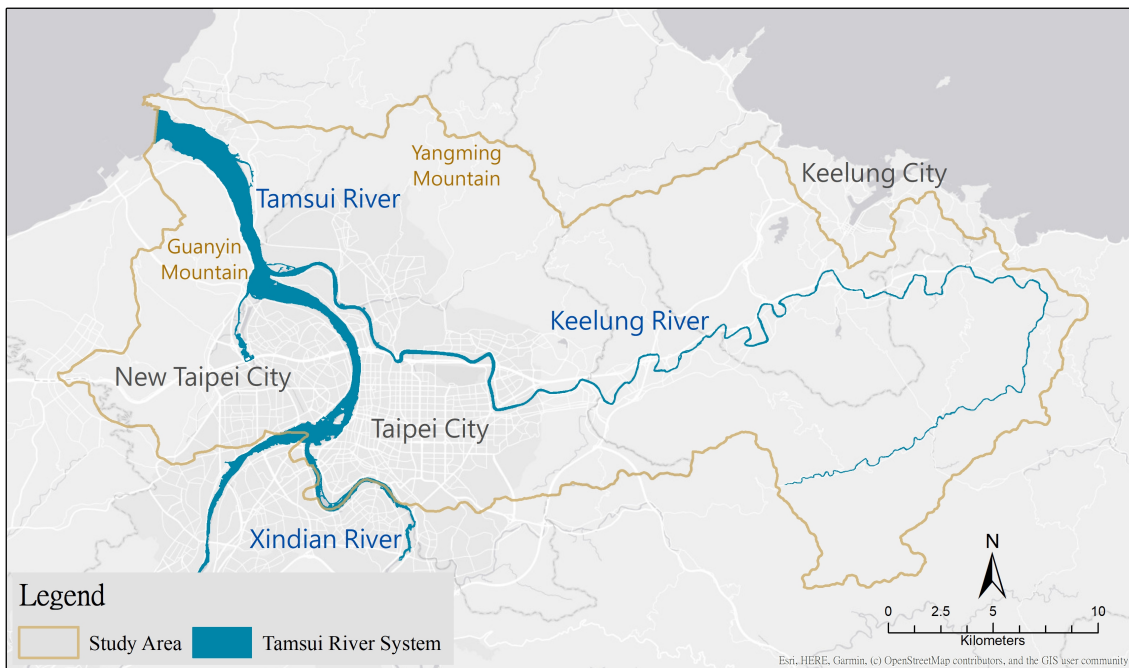 Yangming
Mountain
Keelung City
Tamsui River
Guanyin
Mountain
Keelung River
New Taipei City
Taipei City
Xindian River
N
Legend
Study Area
Tamsui River System
0 2.5 5 10
Kilometers
Esri, HERE, Garmin, (c) OpenStreetMap contributors, and the GIS user community